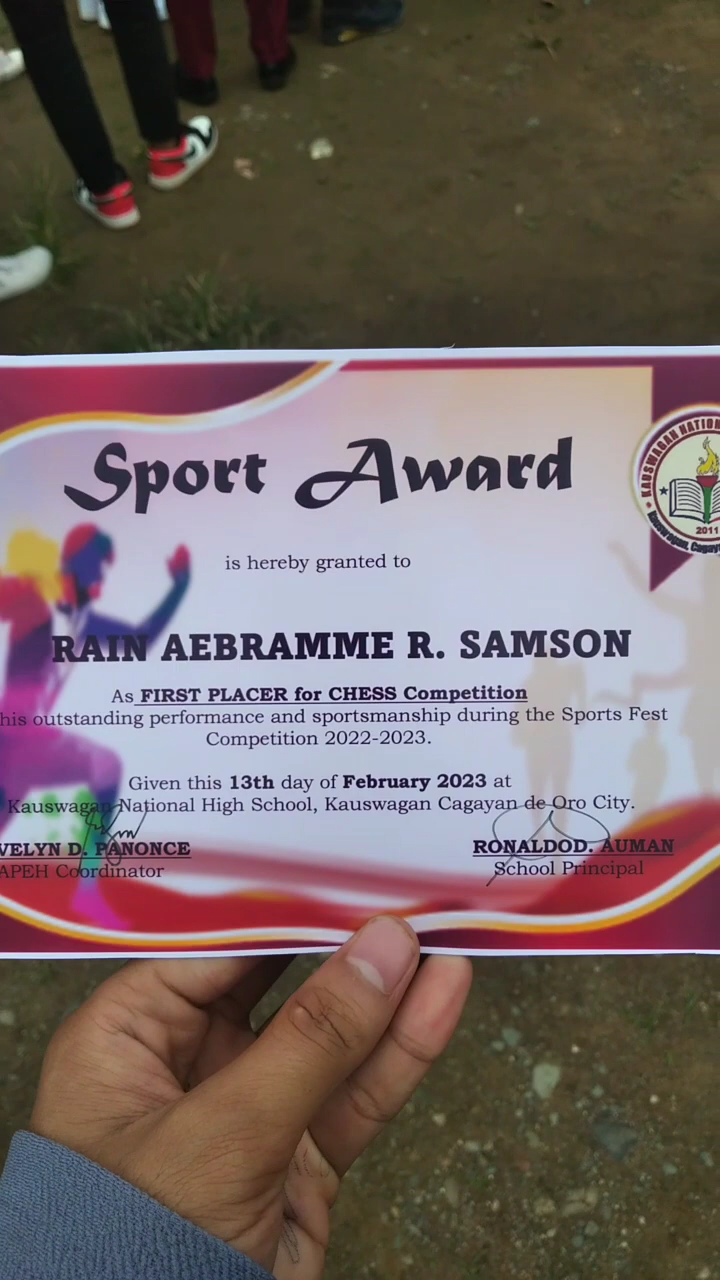 Sport Award
KAUSWAGAN NATION
2011
is hereby granted to
RAIN AEBRAMME R. SAMSON
As FIRST PLACER for CHESS Competition
his outstanding performance and sportsmanship during the Sports Fest
Competition 2022-2023.
Given this 13th day of February 2023 at
Kauswagan National High School, Kauswagan Cagayan de Oro City.
VELYN D. PANONCE
APEH Coordinator
RONALDOD. AUMAN
School Principal